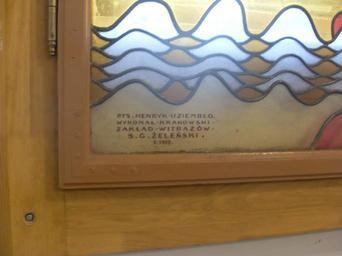 RYS. HENRYK UZIEMBŁO.
WYKONAŁ KRAKOWSKI
ZAKŁAD WITRAŻÓW.
S.G. ŻELEŃSKI.